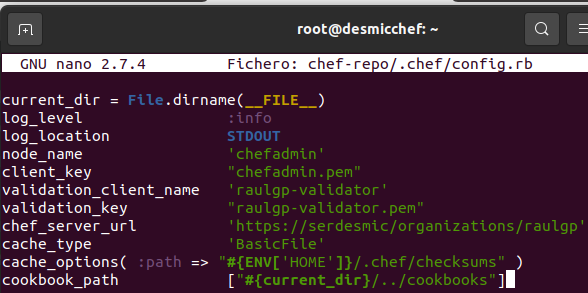 root@desmicchef: ~
GNU nano 2.7.4 Fichero: chef-repo/.chef/config.rb
current_dir = File.dirname(__FILE__)
log_level :info
log_location STDOUT
node_name 'chefadmin'
client_key "chefadmin.pem"
validation_client_name 'raulgp-validator'
validation_key "raulgp-validator.pem"
chef_server_url 'https://serdesmic/organizations/raulgp'
cache_type 'BasicFile'
cache_options( :path => "#{ENV['HOME']}/.chef/checksums" )
cookbook_path ["#{current_dir}/../cookbooks"]